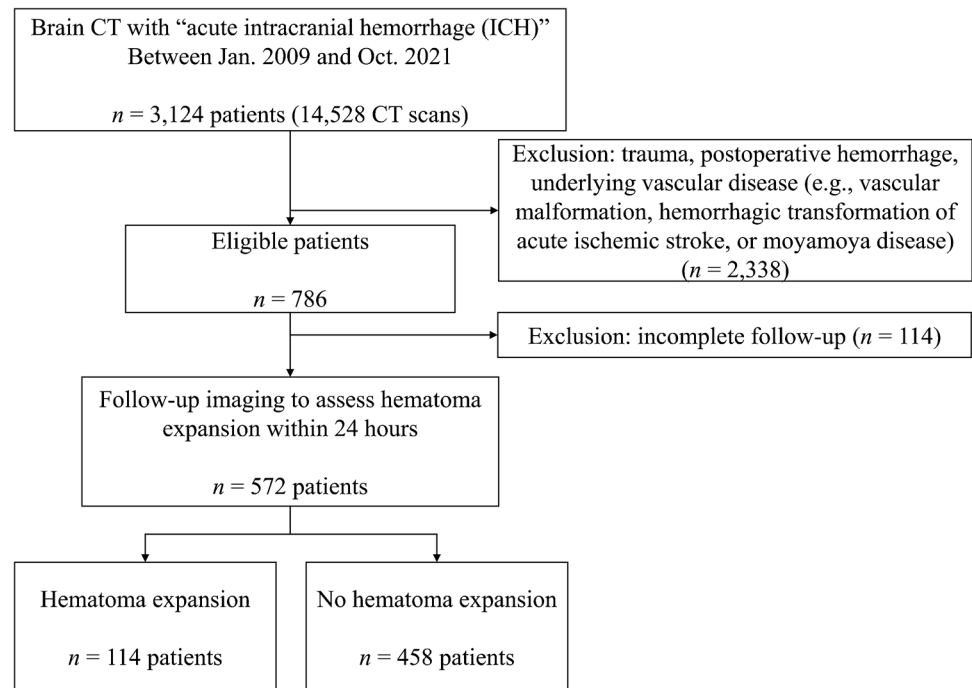 Brain CT with “acute intracranial hemorrhage (ICH)”
Between Jan. 2009 and Oct. 2021
n = 3,124 patients (14,528 CT scans)
Exclusion: trauma, postoperative hemorrhage,
underlying vascular disease (e.g., vascular
malformation, hemorrhagic transformation of
acute ischemic stroke, or moyamoya disease)
(n = 2,338)
Eligible patients
n = 786
Exclusion: incomplete follow-up (n = 114)
Follow-up imaging to assess hematoma
expansion within 24 hours
n = 572 patients
Hematoma expansion
n = 114 patients
No hematoma expansion
n = 458 patients